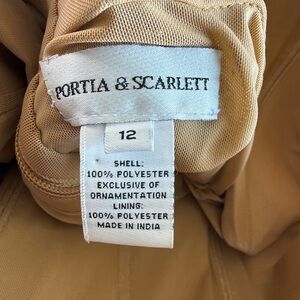 PORTIA & SCARLETT
12
SHELL:
100% POLYESTER
EXCLUSIVE OF
ORNAMENTATION
LINING:
100% POLYESTER
MADE IN INDIA